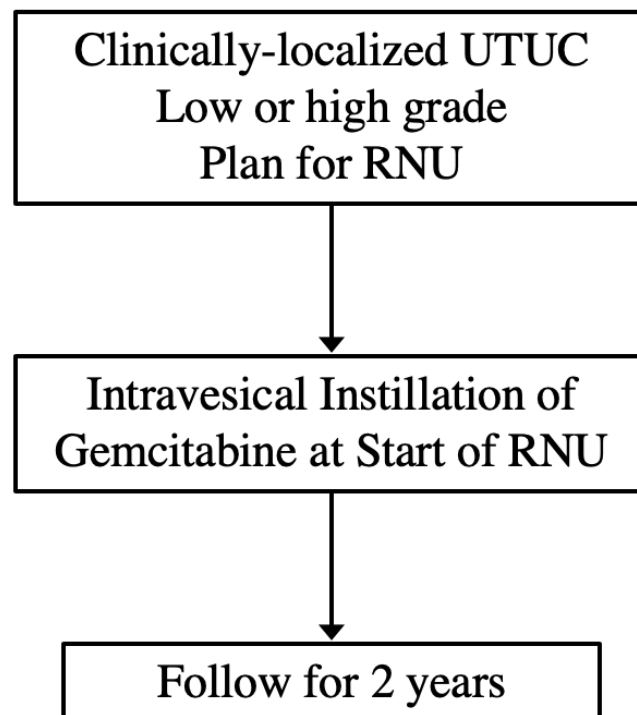 Clinically-localized UTUC
Low or high grade
Plan for RNU
Intravesical Instillation of
Gemcitabine at Start of RNU
Follow for 2 years